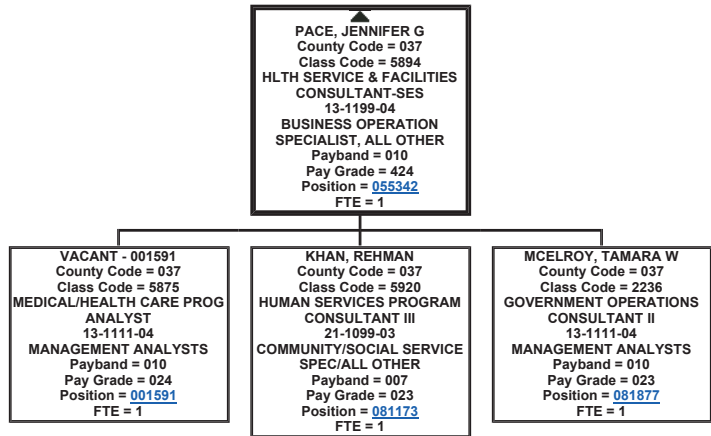 PACE, JENNIFER G
County Code = 037
Class Code = 5894
HLTH SERVICE & FACILITIES
CONSULTANT-SES
13-1199-04
BUSINESS OPERATION
SPECIALIST, ALL OTHER
Payband = 010
Pay Grade = 424
Position = 055342
FTE = 1
VACANT - 001591
County Code = 037
Class Code = 5875
MEDICAL/HEALTH CARE PROG
ANALYST
13-1111-04
MANAGEMENT ANALYSTS
Payband = 010
Pay Grade = 024
Position = 001591
FTE = 1
KHAN, REHMAN
County Code = 037
Class Code = 5920
HUMAN SERVICES PROGRAM
CONSULTANT III
21-1099-03
COMMUNITY/SOCIAL SERVICE
SPEC/ALL OTHER
Payband = 007
Pay Grade = 023
Position = 081173
FTE = 1
MCELROY, TAMARA W
County Code = 037
Class Code = 2236
GOVERNMENT OPERATIONS
CONSULTANT II
13-1111-04
MANAGEMENT ANALYSTS
Payband = 010
Pay Grade = 023
Position = 081877
FTE = 1